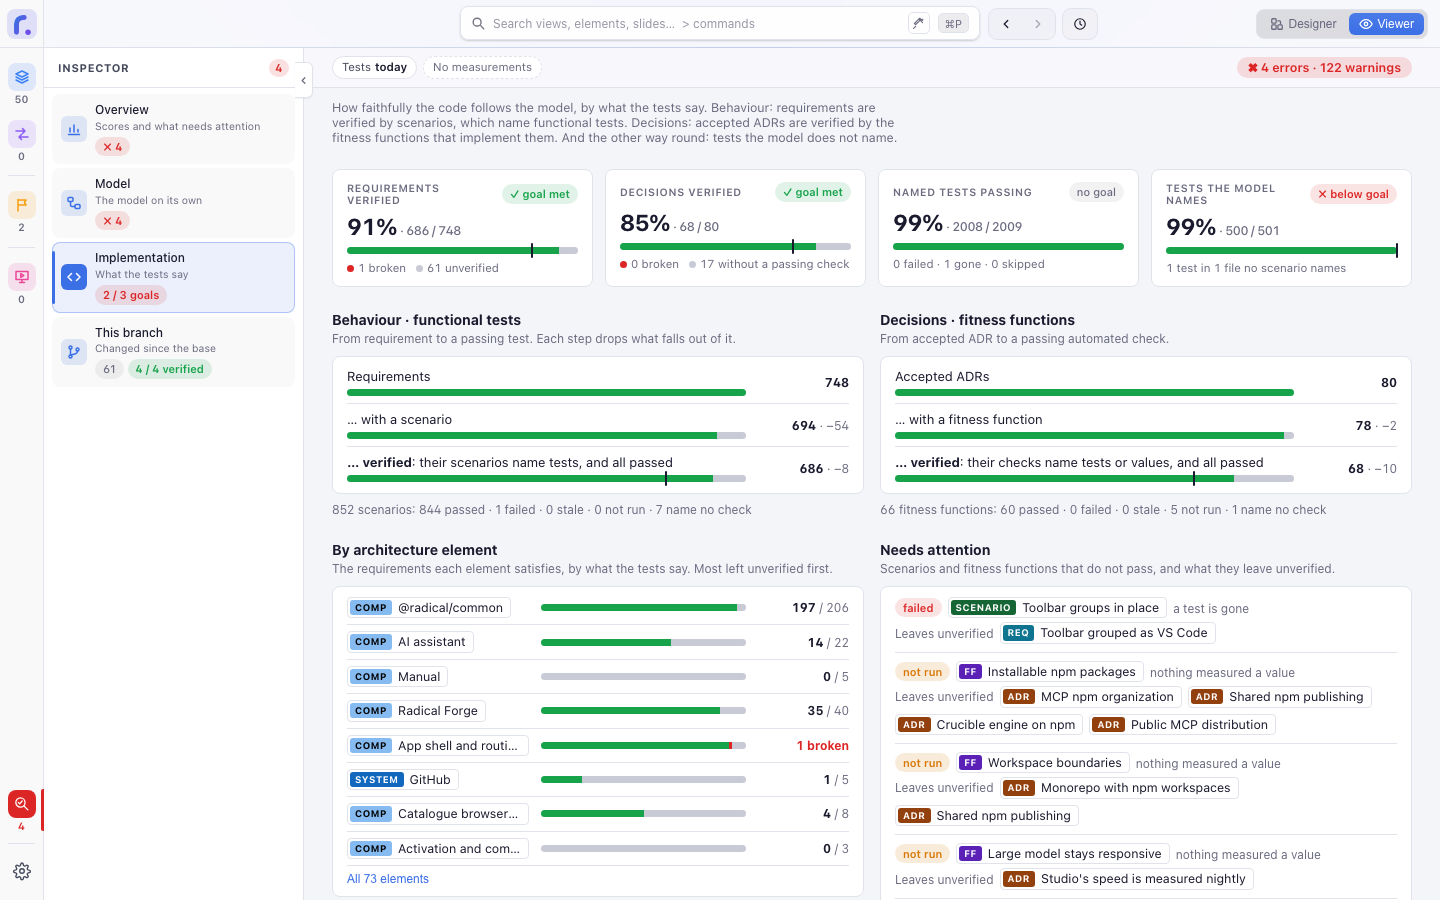 Search views, elements, slides... > commands
⌘P
Designer
Viewer
50
0
2
0
4
INSPECTOR
4
Overview
Scores and what needs attention
✕ 4
Model
The model on its own
✕ 4
Implementation
What the tests say
2 / 3 goals
This branch
Changed since the base
61
4 / 4 verified
Tests today
No measurements
✖ 4 errors · 122 warnings
How faithfully the code follows the model, by what the tests say. Behaviour: requirements are
verified by scenarios, which name functional tests. Decisions: accepted ADRs are verified by the
fitness functions that implement them. And the other way round: tests the model does not name.
REQUIREMENTS
VERIFIED
✓ goal met
91% · 686 / 748
1 broken
61 unverified
DECISIONS VERIFIED
✓ goal met
85% · 68 / 80
0 broken
17 without a passing check
NAMED TESTS PASSING
no goal
99% · 2008 / 2009
0 failed · 1 gone · 0 skipped
TESTS THE MODEL
NAMES
✕ below goal
99% · 500 / 501
1 test in 1 file no scenario names
Behaviour · functional tests
From requirement to a passing test. Each step drops what falls out of it.
Requirements
748
... with a scenario
694 · −54
... verified: their scenarios name tests, and all passed
686 · −8
852 scenarios: 844 passed · 1 failed · 0 stale · 0 not run · 7 name no check
Decisions · fitness functions
From accepted ADR to a passing automated check.
Accepted ADRs
80
... with a fitness function
78 · −2
... verified: their checks name tests or values, and all passed
68 · −10
66 fitness functions: 60 passed · 0 failed · 0 stale · 5 not run · 1 name no check
By architecture element
The requirements each element satisfies, by what the tests say. Most left unverified first.
COMP @radical/common
197 / 206
COMP AI assistant
14 / 22
COMP Manual
0 / 5
COMP Radical Forge
35 / 40
COMP App shell and routi...
1 broken
SYSTEM GitHub
1 / 5
COMP Catalogue browser...
4 / 8
COMP Activation and com...
0 / 3
All 73 elements
Needs attention
Scenarios and fitness functions that do not pass, and what they leave unverified.
failed SCENARIO Toolbar groups in place a test is gone
Leaves unverified REQ Toolbar grouped as VS Code
not run FF Installable npm packages nothing measured a value
Leaves unverified ADR MCP npm organization ADR Shared npm publishing
ADR Crucible engine on npm ADR Public MCP distribution
not run FF Workspace boundaries nothing measured a value
Leaves unverified ADR Monorepo with npm workspaces
ADR Shared npm publishing
not run FF Large model stays responsive nothing measured a value
Leaves unverified ADR Studio's speed is measured nightly